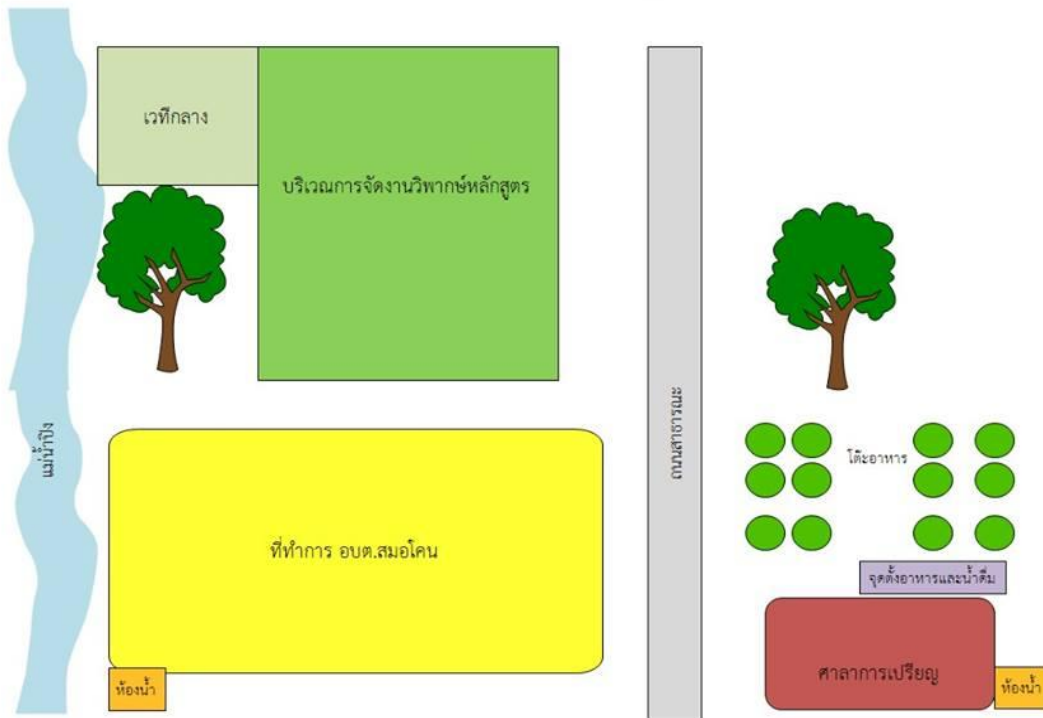 เวทีกลาง
บริเวณการจัดงานวิพากษ์หลักสูตร
แม่น้ำปิง
ถนนสาธารณะ
โต๊ะอาหาร
ที่ทำการ อบต.สมอโคน
จุดตั้งอาหารและน้ำดื่ม
ศาลาการเปรียญ
ห้องน้ำ
ห้องน้ำ